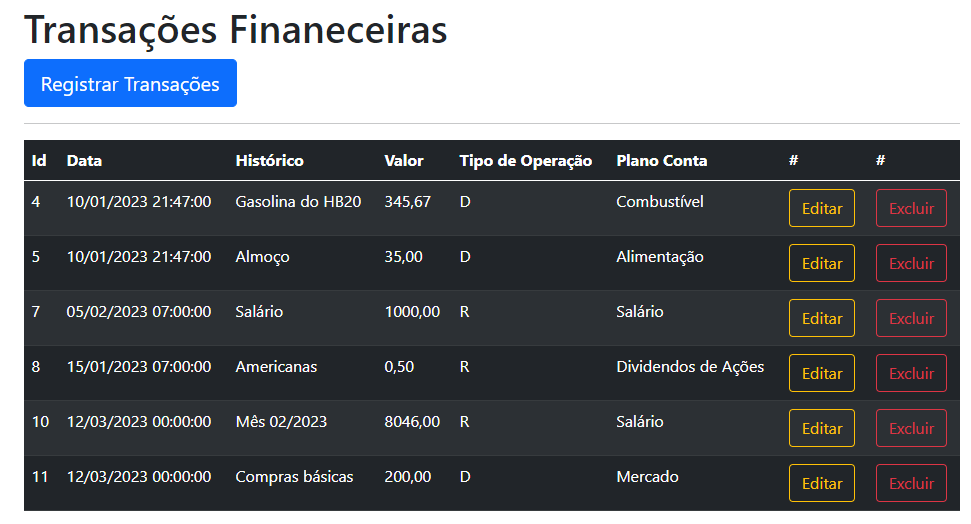 Transações Finaneceiras
Registrar Transações
Id Data Histórico Valor Tipo de Operação Plano Conta # #
4 10/01/2023 21:47:00 Gasolina do HB20 345,67 D Combustível Editar Excluir
5 10/01/2023 21:47:00 Almoço 35,00 D Alimentação Editar Excluir
7 05/02/2023 07:00:00 Salário 1000,00 R Salário Editar Excluir
8 15/01/2023 07:00:00 Americanas 0,50 R Dividendos de Ações Editar Excluir
10 12/03/2023 00:00:00 Mês 02/2023 8046,00 R Salário Editar Excluir
11 12/03/2023 00:00:00 Compras básicas 200,00 D Mercado Editar Excluir